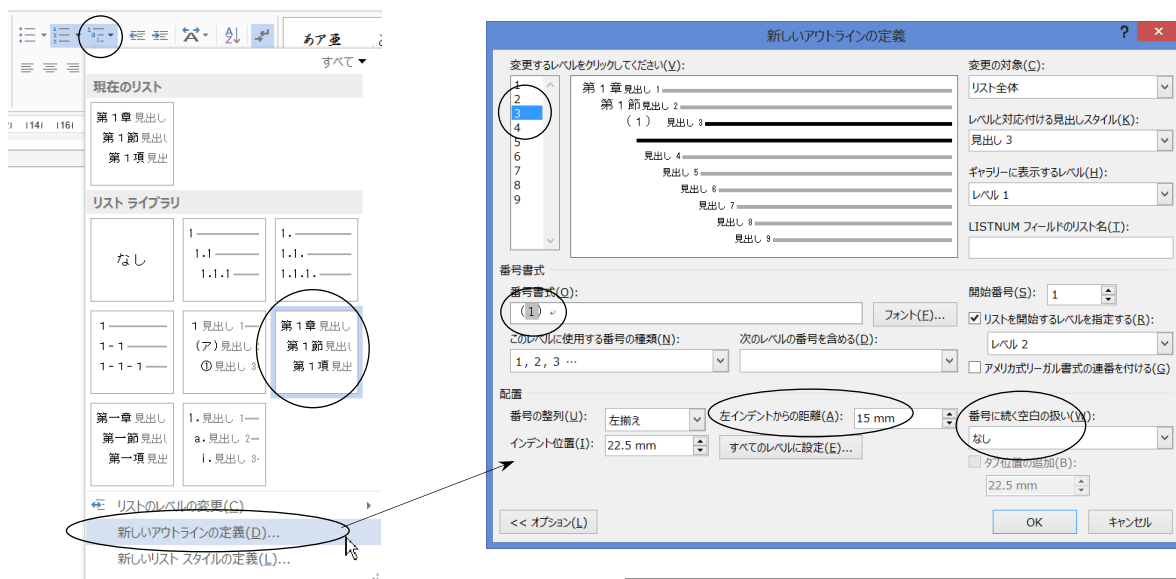 あア亜
すべて ▼
現在のリスト
第 1 章 見出し
第 1 節 見出し
第 1 項 見出
141 161
リスト ライブラリ
なし
1
1.1
1.1.1
1.
1.1.
1.1.1.
1
1-1
1-1-1
1 見出し 1
(ア) 見出し
① 見出し 3
第 1 章 見出し
第 1 節 見出し
第 1 項 見出
第一章 見出し
第一節 見出し
第一項 見出
1. 見出し 1
a. 見出し 2
i. 見出し 3
リストのレベルの変更(C)
新しいアウトラインの定義(D)...
新しいリスト スタイルの定義(L)...
新しいアウトラインの定義
? ×
変更するレベルをクリックしてください(V):
1
2
3
4
5
6
7
8
9
第 1 章 見出し 1
第 1 節 見出し 2
(1) 見出し 3
見出し 4
見出し 5
見出し 6
見出し 7
見出し 8
見出し 9
変更の対象(C):
リスト全体
レベルと対応付ける見出しスタイル(K):
見出し 3
ギャラリーに表示するレベル(H):
レベル 1
LISTNUM フィールドのリスト名(T):
番号書式
番号書式(O):
(1)
フォント(F)...
このレベルに使用する番号の種類(N):
1, 2, 3 …
次のレベルの番号を含める(D):
開始番号(S): 1
リストを開始するレベルを指定する(R):
レベル 2
アメリカ式リーガル書式の連番を付ける(G)
配置
番号の整列(U): 左揃え
左インデントからの距離(A): 15 mm
インデント位置(I): 22.5 mm
すべてのレベルに設定(E)...
番号に続く空白の扱い(W):
なし
タブ位置の追加(B):
22.5 mm
<< オプション(L)
OK
キャンセル